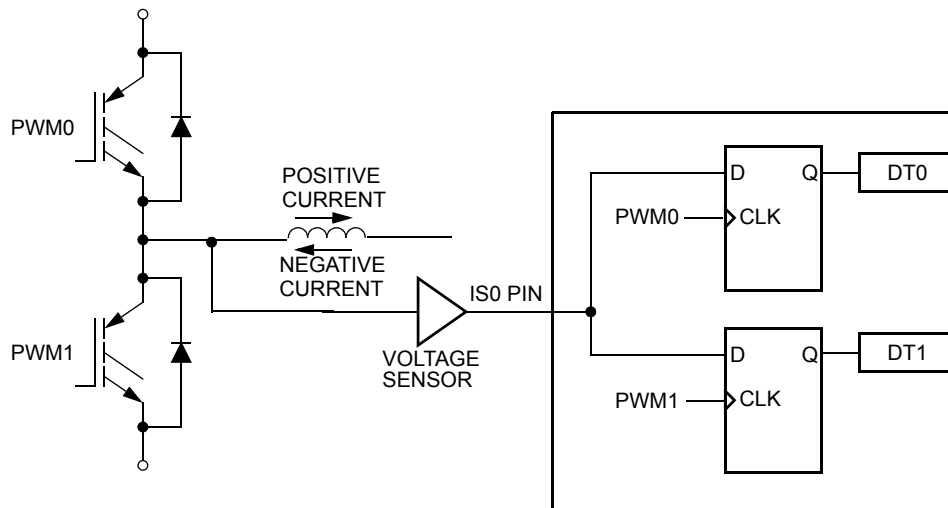 PWM0
POSITIVE
CURRENT
NEGATIVE
CURRENT
PWM1
VOLTAGE
SENSOR
IS0 PIN
D
Q
PWM0
CLK
DT0
D
Q
PWM1
CLK
DT1